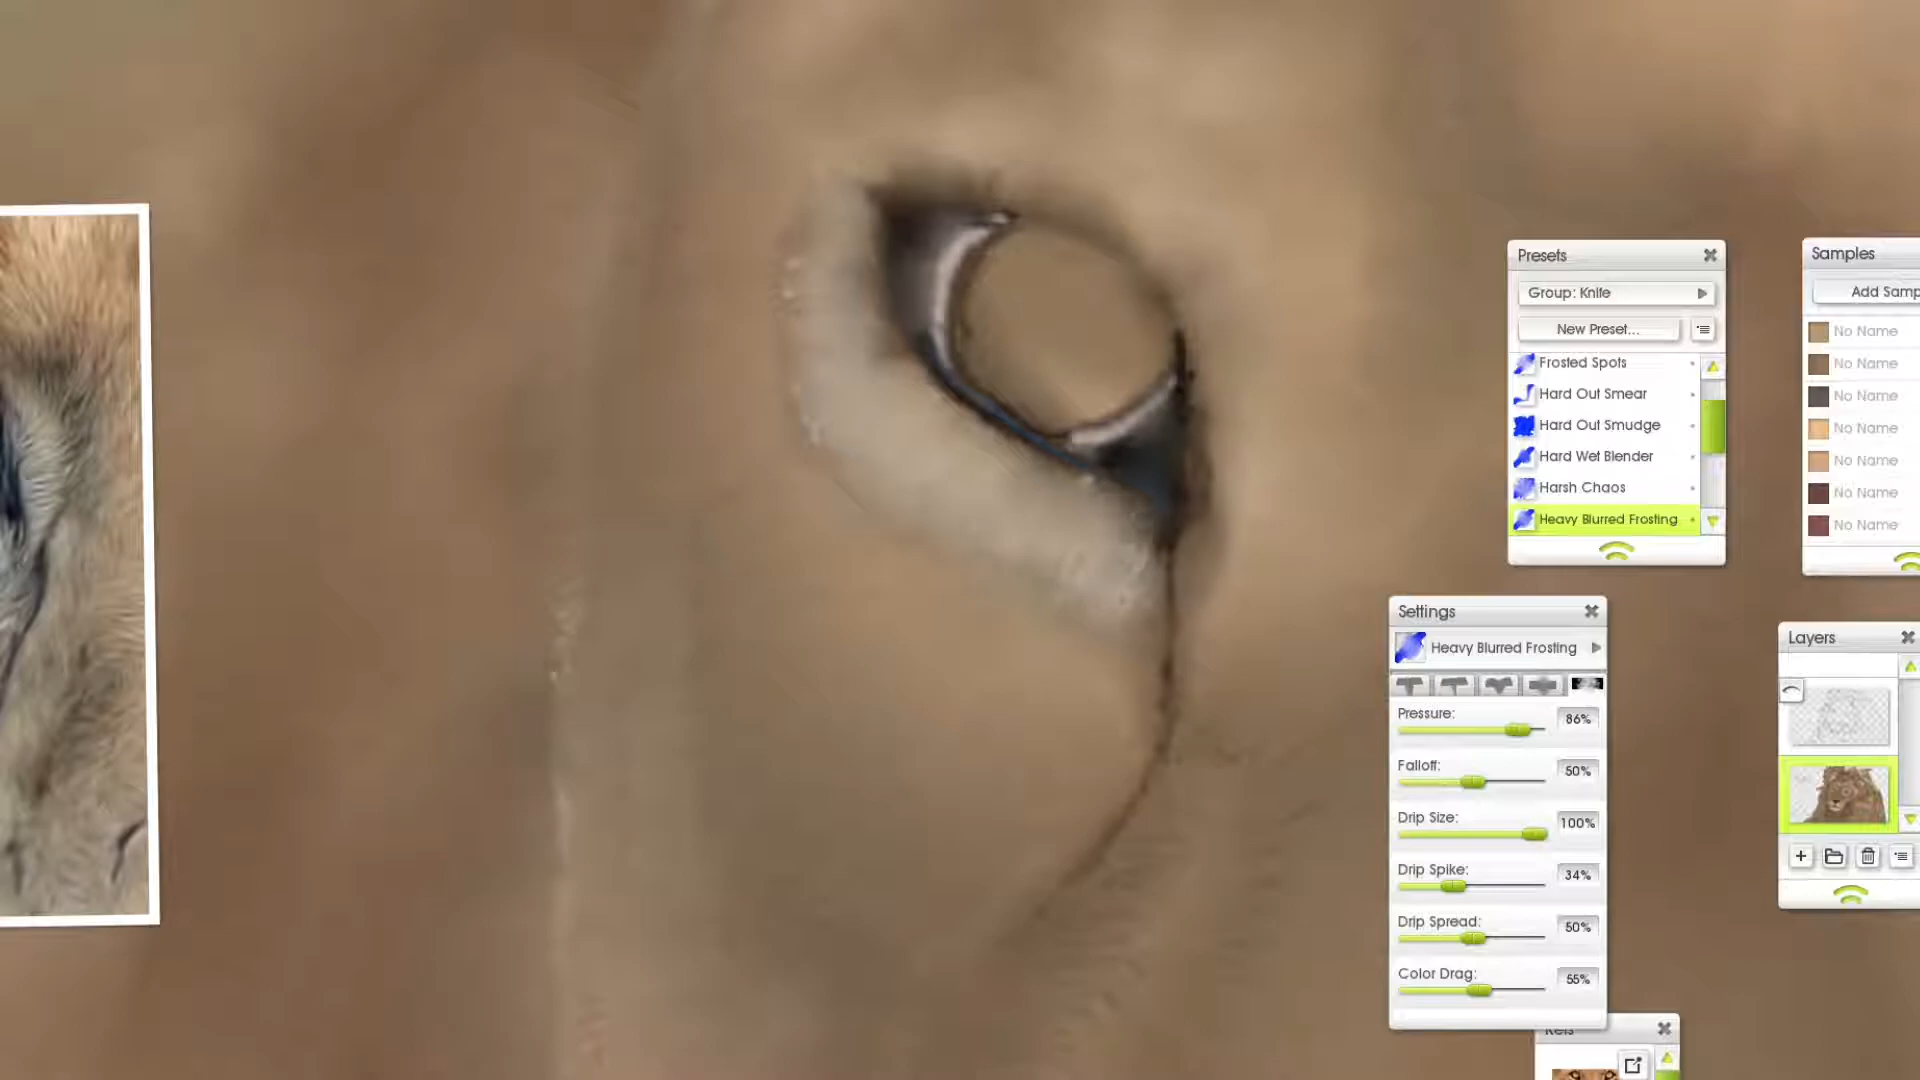 Presets
Group: Knife
New Preset...
Frosted Spots
Hard Out Smear
Hard Out Smudge
Hard Wet Blender
Harsh Chaos
Heavy Blurred Frosting
Samples
Add Samp
No Name
No Name
No Name
No Name
No Name
No Name
No Name
Settings
Heavy Blurred Frosting
Pressure:
86%
Falloff:
50%
Drip Size:
100%
Drip Spike:
34%
Drip Spread:
50%
Color Drag:
55%
Layers
Refs